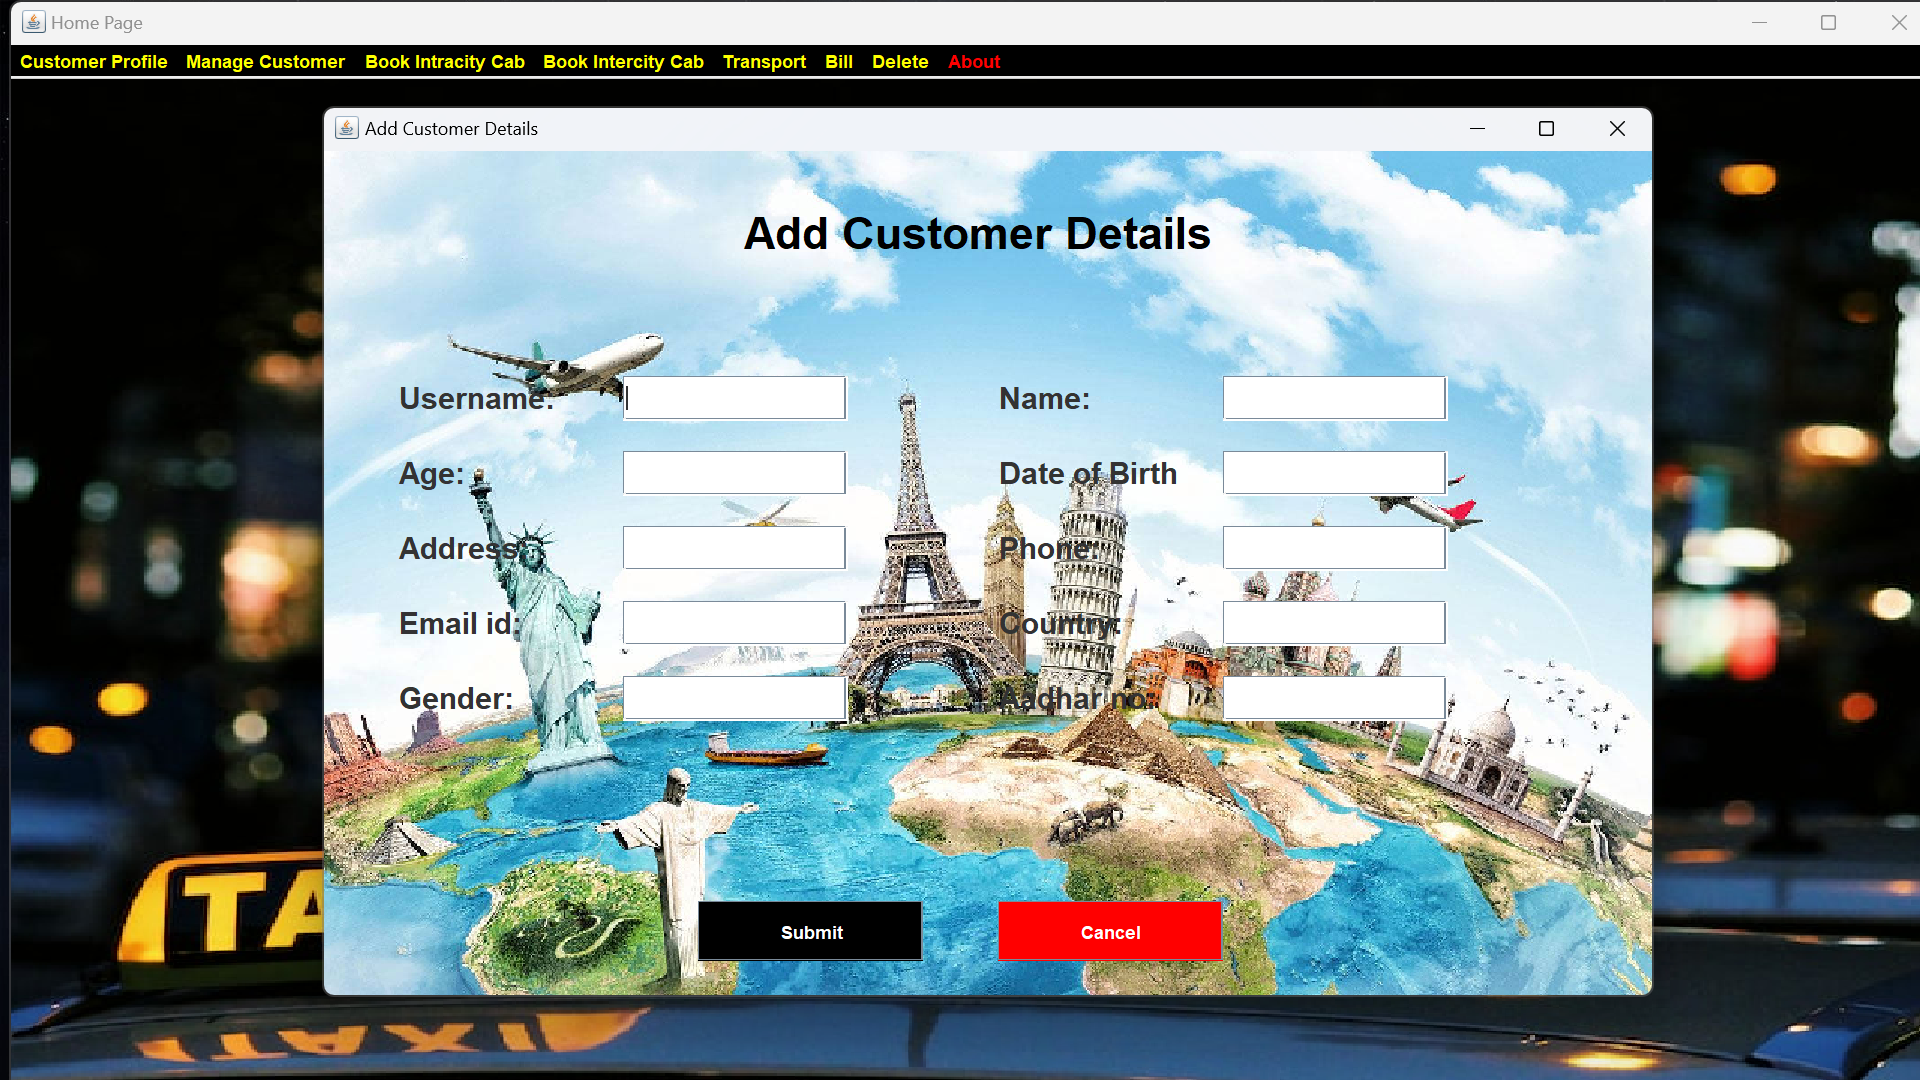 Home Page
Customer Profile Manage Customer Book Intracity Cab Book Intercity Cab Transport Bill Delete About
Add Customer Details
Add Customer Details
Username: Name:
Age: Date of Birth
Address: Phone:
Email id: Country:
Gender: Aadhar no:
Submit Cancel
TA
TAXI